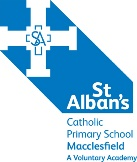 SA
St
Alban's
Catholic
Primary School
Macclesfield
A Voluntary Academy